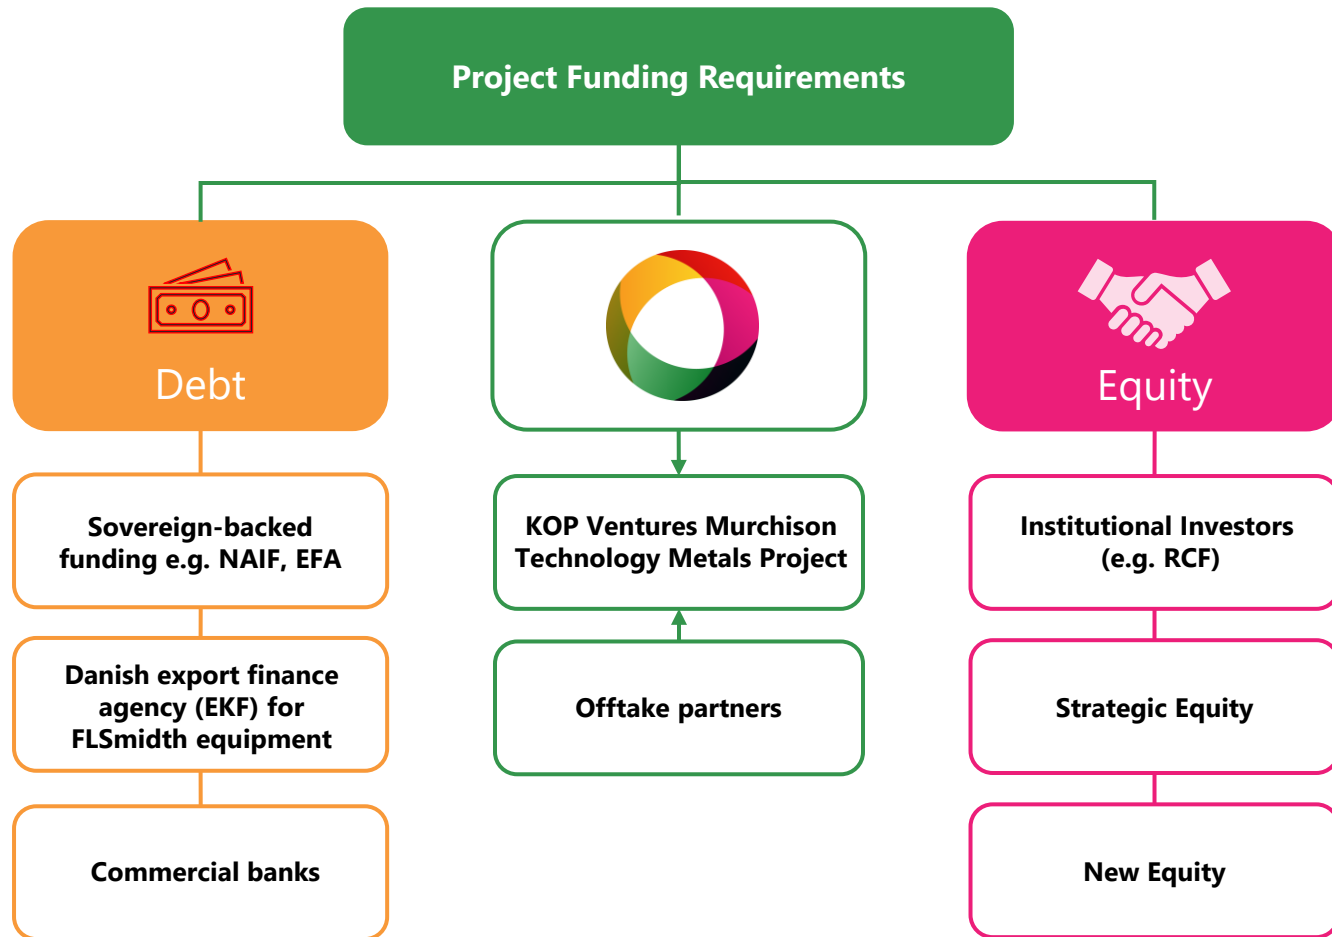 Project Funding Requirements
Debt
Sovereign-backed
funding e.g. NAIF, EFA
Danish export finance
agency (EKF) for
FLSmidth equipment
Commercial banks
KOP Ventures Murchison
Technology Metals Project
Offtake partners
Equity
Institutional Investors
(e.g. RCF)
Strategic Equity
New Equity